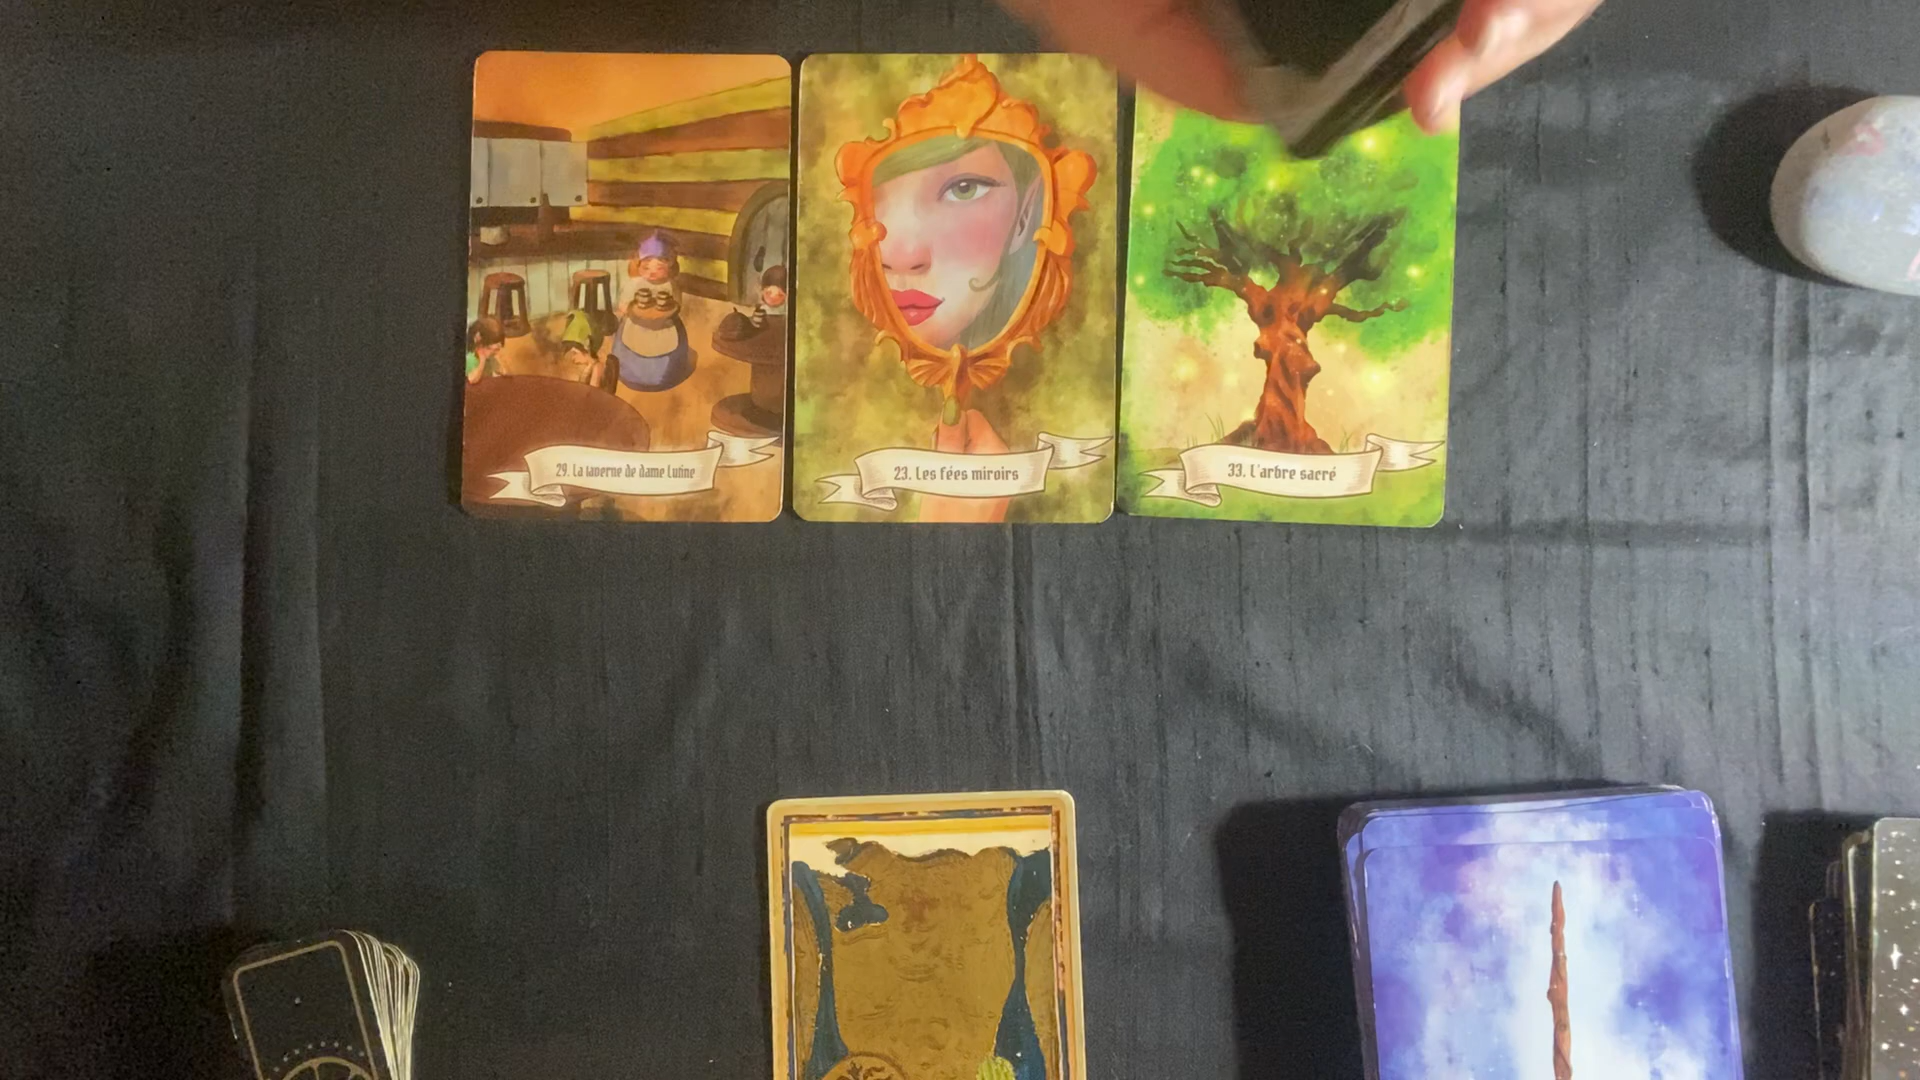 29. La taverne de dame Lutine
23. Les fées miroirs
33. L'arbre sacré